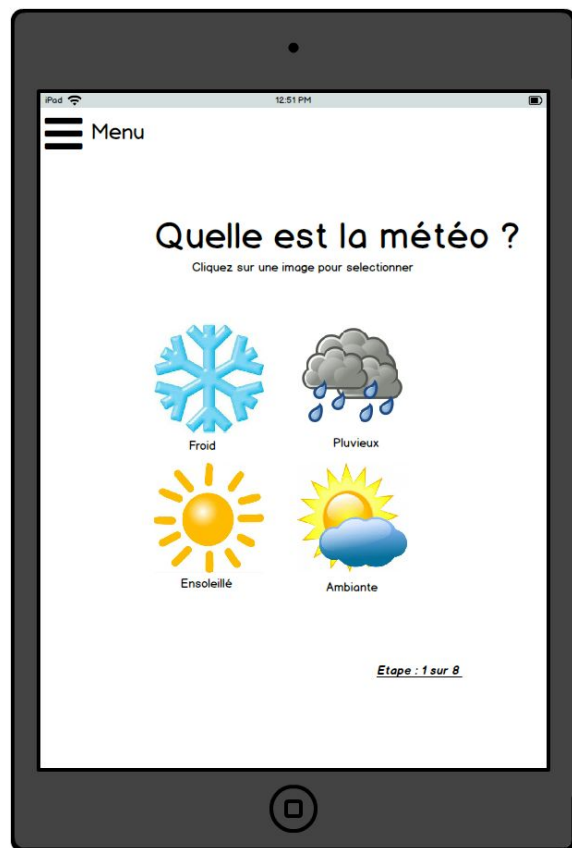 iPad
12:51 PM
Menu
Quelle est la météo ?
Cliquez sur une image pour selectionner
Froid
Pluvieux
Ensoleillé
Ambiante
Etape : 1 sur 8